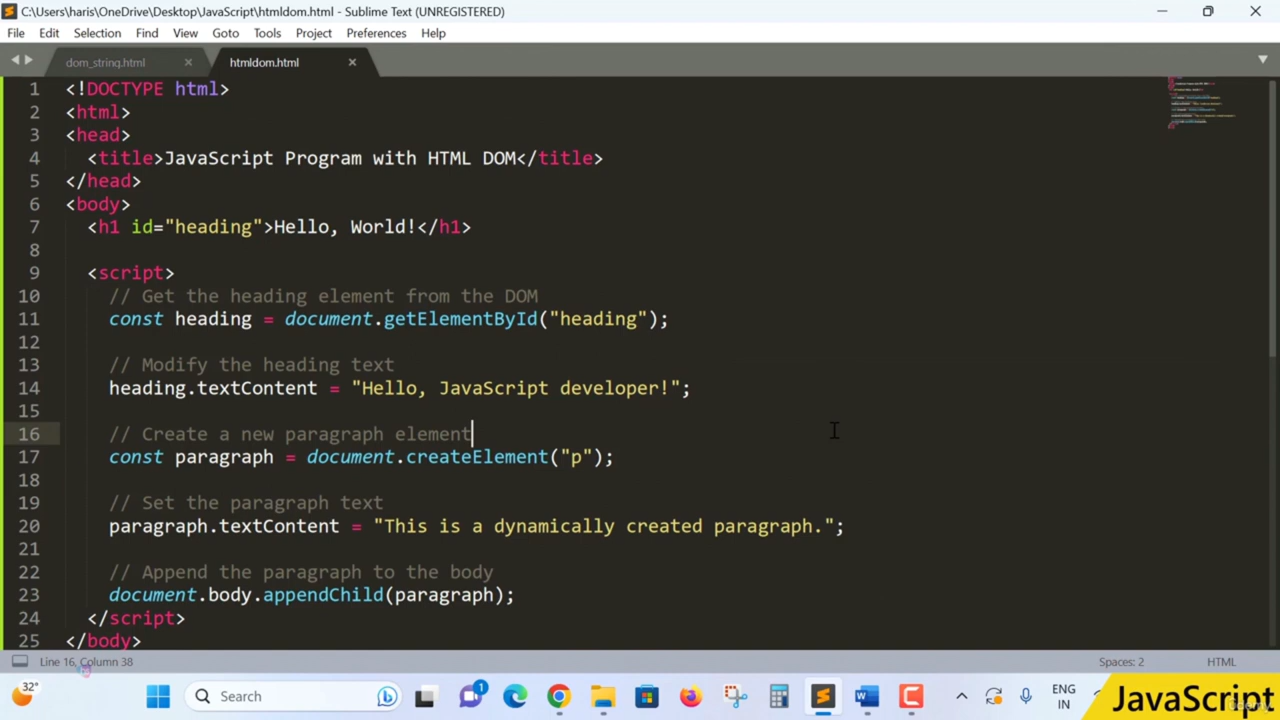 C:\Users\haris\OneDrive\Desktop\JavaScript\htmldom.html - Sublime Text (UNREGISTERED)
File Edit Selection Find View Goto Tools Project Preferences Help
dom_string.html htmldom.html
1 <!DOCTYPE html>
2 <html>
3 <head>
4 <title>JavaScript Program with HTML DOM</title>
5 </head>
6 <body>
7 <h1 id="heading">Hello, World!</h1>
8
9 <script>
10 // Get the heading element from the DOM
11 const heading = document.getElementById("heading");
12
13 // Modify the heading text
14 heading.textContent = "Hello, JavaScript developer!";
15
16 // Create a new paragraph element
17 const paragraph = document.createElement("p");
18
19 // Set the paragraph text
20 paragraph.textContent = "This is a dynamically created paragraph.";
21
22 // Append the paragraph to the body
23 document.body.appendChild(paragraph);
24 </script>
25 </body>
Line 16, Column 38 Spaces: 2 HTML
32° Search 1 ENG
IN
JavaScript